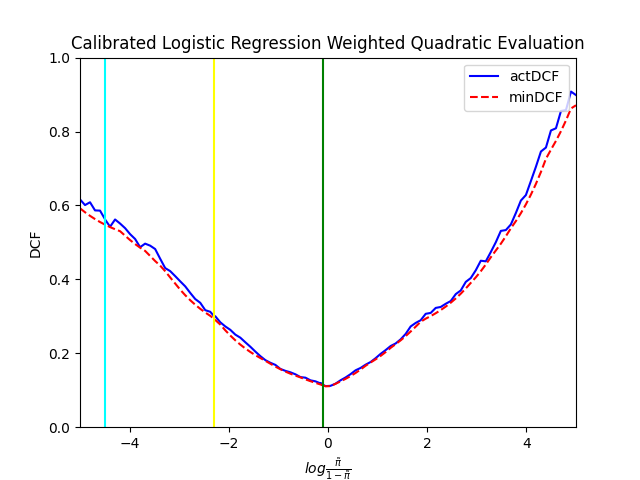 Calibrated Logistic Regression Weighted Quadratic Evaluation
actDCF
minDCF
1.0
0.8
0.6
0.4
0.2
0.0
DCF
−4 −2 0 2 4
log π̃/(1 − π̃)